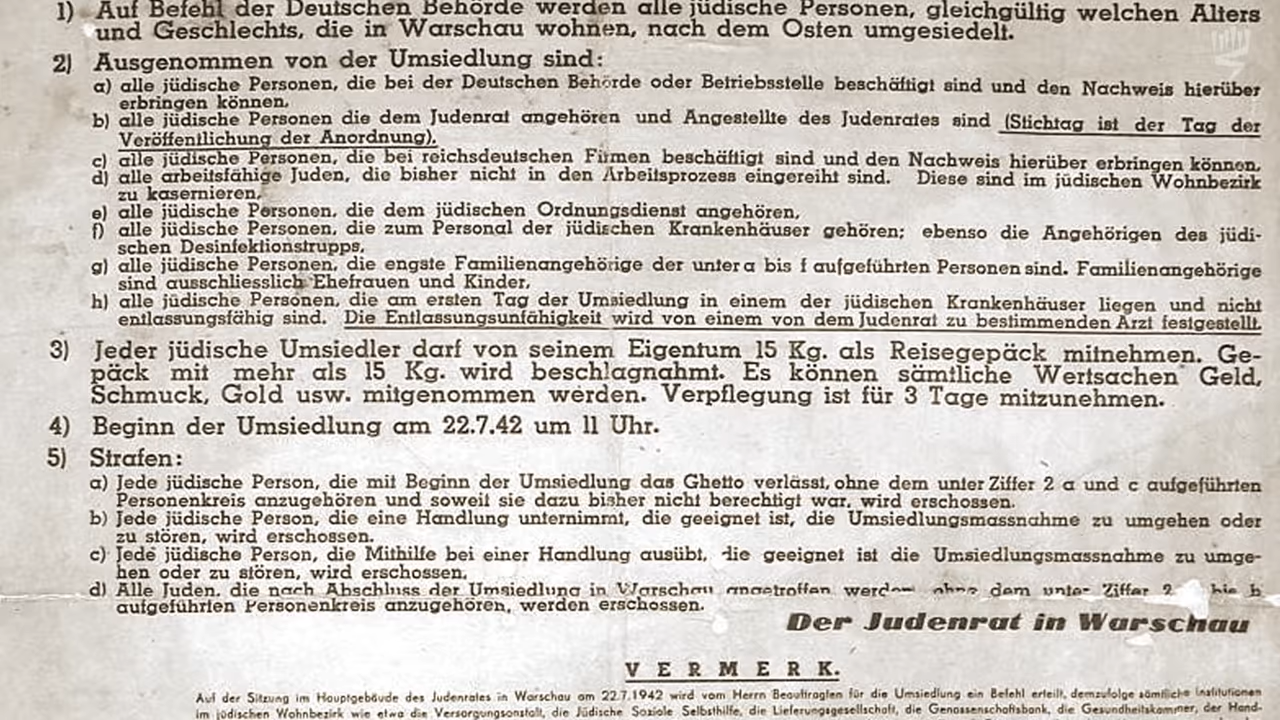 1) Auf Befehl der Deutschen Behörde werden alle jüdische Personen, gleichgültig welchen Alters
und Geschlechts, die in Warschau wohnen, nach dem Osten umgesiedelt.
2) Ausgenommen von der Umsiedlung sind:
a) alle jüdische Personen, die bei der Deutschen Behörde oder Betriebsstelle beschäftigt sind und den Nachweis hierüber
erbringen können,
b) alle jüdische Personen die dem Judenrat angehören und Angestellte des Judenrates sind (Stichtag ist der Tag der
Veröffentlichung der Anordnung),
c) alle jüdische Personen, die bei reichsdeutschen Firmen beschäftigt sind und den Nachweis hierüber erbringen können,
d) alle arbeitsfähige Juden, die bisher nicht in den Arbeitsprozess eingereiht sind. Diese sind im jüdischen Wohnbezirk
zu kasernieren,
e) alle jüdische Personen, die dem jüdischen Ordnungsdienst angehören,
f) alle jüdische Personen, die zum Personal der jüdischen Krankenhäuser gehören; ebenso die Angehörigen des jüdi-
schen Desinfektionstrupps,
g) alle jüdische Personen, die engste Familienangehörige der unter a bis f aufgeführten Personen sind. Familienangehörige
sind ausschliesslich Ehefrauen und Kinder,
h) alle jüdische Personen, die am ersten Tag der Umsiedlung in einem der jüdischen Krankenhäuser liegen und nicht
entlassungsfähig sind. Die Entlassungsunfähigkeit wird von einem von dem Judenrat zu bestimmenden Arzt festgestellt.
3) Jeder jüdische Umsiedler darf von seinem Eigentum 15 Kg. als Reisegepäck mitnehmen. Ge-
päck mit mehr als 15 Kg. wird beschlagnahmt. Es können sämtliche Wertsachen Geld,
Schmuck, Gold usw. mitgenommen werden. Verpflegung ist für 3 Tage mitzunehmen.
4) Beginn der Umsiedlung am 22.7.42 um 11 Uhr.
5) Strafen:
a) Jede jüdische Person, die mit Beginn der Umsiedlung das Ghetto verlässt, ohne dem unter Ziffer 2 a und c aufgeführten
Personenkreis anzugehören und soweit sie dazu bisher nicht berechtigt war, wird erschossen.
b) Jede jüdische Person, die eine Handlung unternimmt, die geeignet ist, die Umsiedlungsmassnahme zu umgehen oder
zu stören, wird erschossen.
c) Jede jüdische Person, die Mithilfe bei einer Handlung ausübt, die geeignet ist die Umsiedlungsmassnahme zu umge-
hen oder zu stören, wird erschossen,
d) Alle Juden, die nach Abschluss der Umsiedlung in Warschau angetroffen werden ohne dem unter Ziffer 2 bis h
aufgeführten Personenkreis anzugehören, werden erschossen.
Der Judenrat in Warschau
VERMERK.
Auf der Sitzung im Hauptgebäude des Judenrates in Warschau am 22.7.1942 wird vom Herrn Beauftragten für die Umsiedlung ein Befehl erteilt, demzufolge sämtliche Institutionen
im jüdischen Wohnbezirk wie etwa die Versorgungsanstalt, die Jüdische Soziale Selbsthilfe, die Lieferungsgesellschaft, die Genossenschaftsbank, die Gesundheitskammer, der Hand-